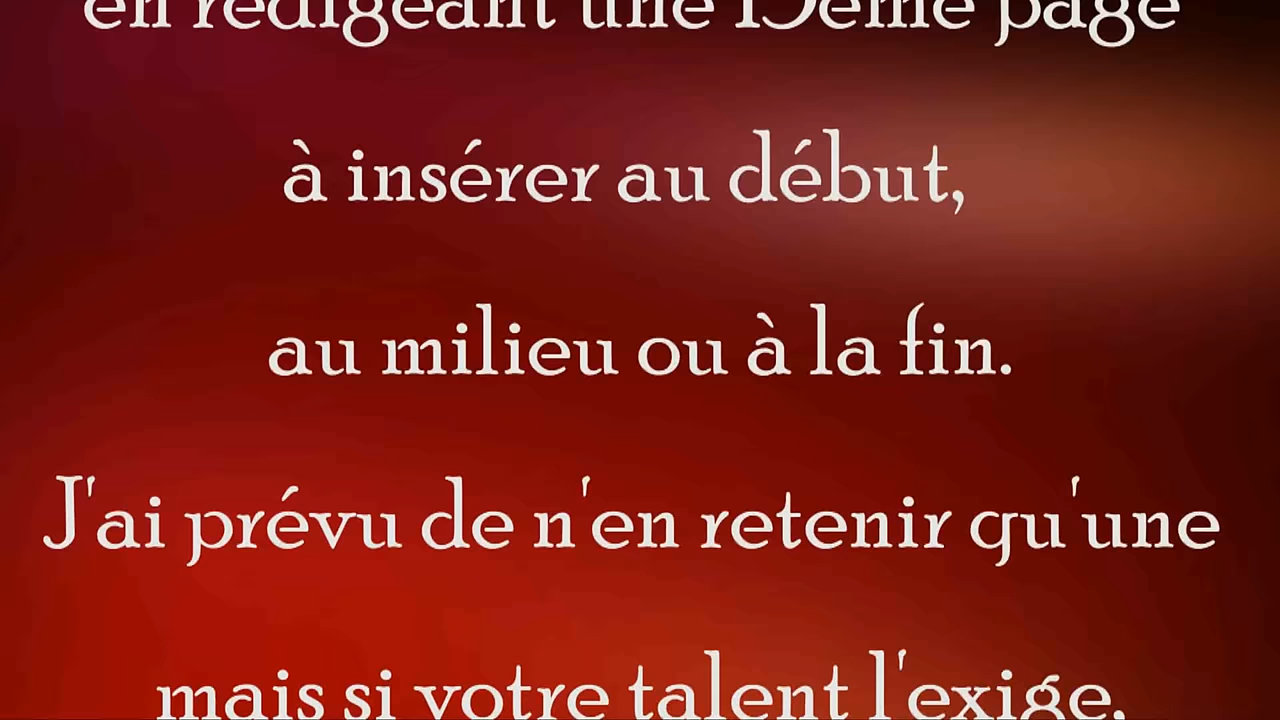 en rédigeant une page
à insérer au début,
au milieu ou à la fin.
J'ai prévu de n'en retenir qu'une
mais si votre talent l'exige,